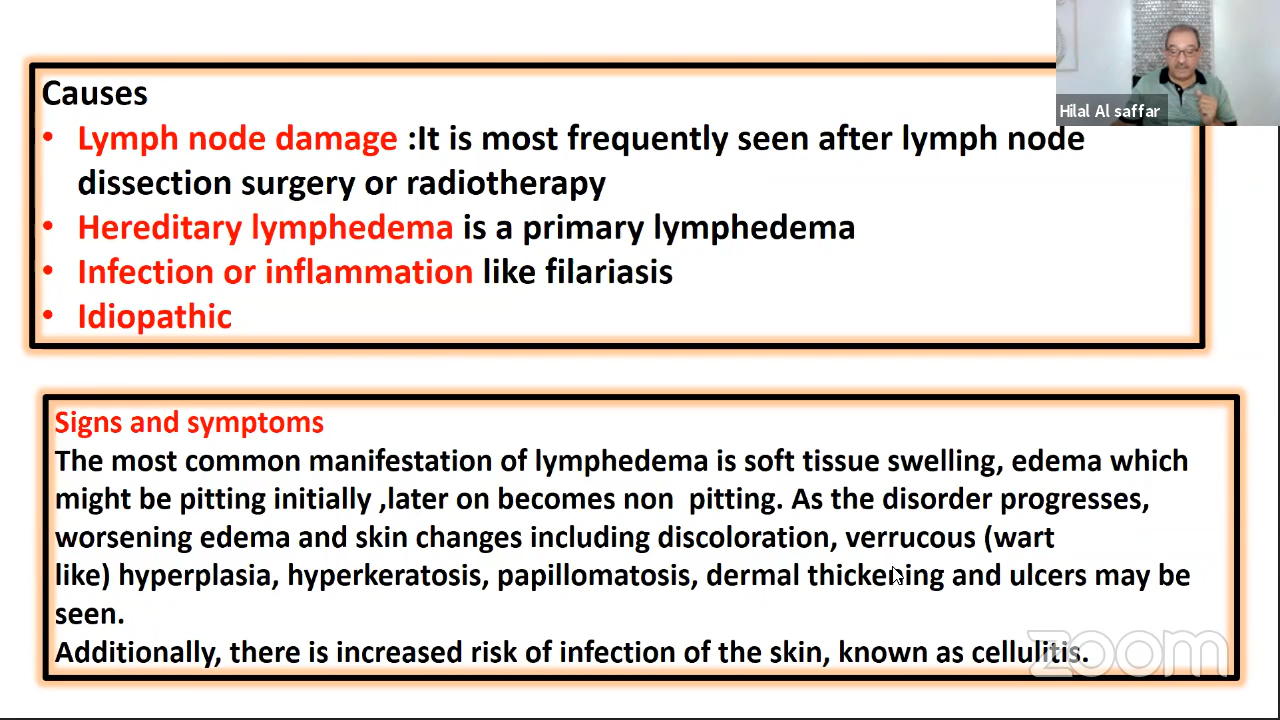 Causes
• Lymph node damage :It is most frequently seen after lymph node
dissection surgery or radiotherapy
• Hereditary lymphedema is a primary lymphedema
• Infection or inflammation like filariasis
• Idiopathic
Hilal Al saffar
Signs and symptoms
The most common manifestation of lymphedema is soft tissue swelling, edema which
might be pitting initially ,later on becomes non pitting. As the disorder progresses,
worsening edema and skin changes including discoloration, verrucous (wart
like) hyperplasia, hyperkeratosis, papillomatosis, dermal thickening and ulcers may be
seen.
Additionally, there is increased risk of infection of the skin, known as cellulitis.
zoom